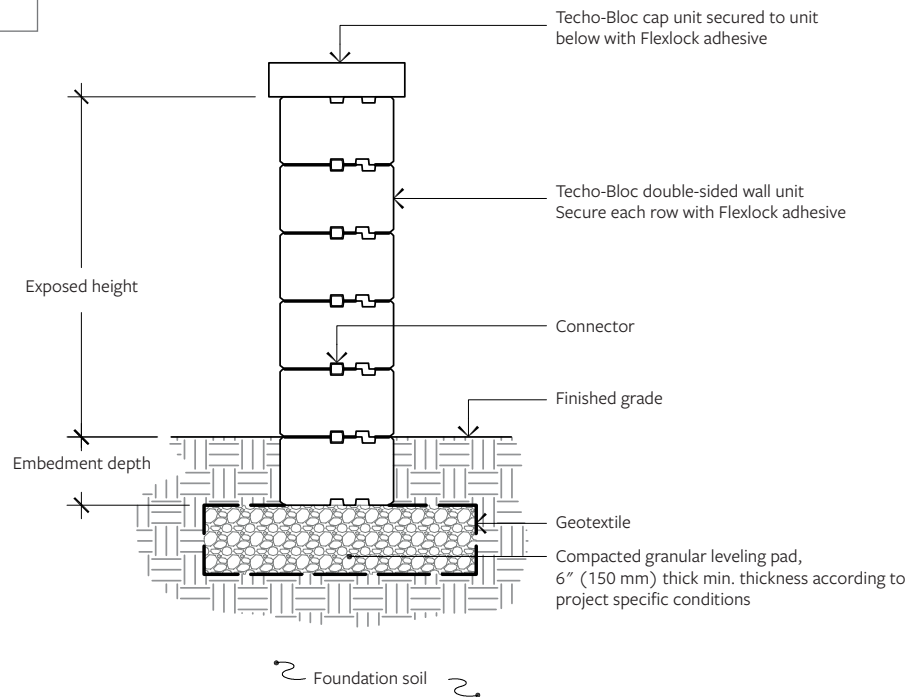 Techo-Bloc cap unit secured to unit
below with Flexlock adhesive
Techo-Bloc double-sided wall unit
Secure each row with Flexlock adhesive
Exposed height
Connector
Finished grade
Embedment depth
Geotextile
Compacted granular leveling pad,
6″ (150 mm) thick min. thickness according to
project specific conditions
Foundation soil